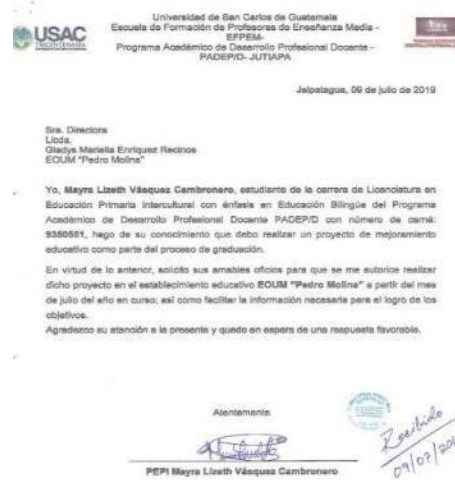 USAC
TRICENTENARIA
Universidad de San Carlos de Guatemala
Escuela de Formación de Profesores de Enseñanza Media -
EFPEM-
Programa Académico de Desarrollo Profesional Docente -
PADEP/D- JUTIAPA
Jalpatagua, 09 de julio de 2019
Sra. Directora
Licda.
Gladys Mariella Enríquez Recinos
EOUM "Pedro Molina"
Yo, Mayra Lizeth Vásquez Cambronero, estudiante de la carrera de Licenciatura en
Educación Primaria Intercultural con énfasis en Educación Bilingüe del Programa
Académico de Desarrollo Profesional Docente PADEP/D con número de carné:
9350551, hago de su conocimiento que debo realizar un proyecto de mejoramiento
educativo como parte del proceso de graduación.
En virtud de lo anterior, solicito sus amables oficios para que se me autorice realizar
dicho proyecto en el establecimiento educativo EOUM "Pedro Molina" a partir del mes
de julio del año en curso; así como facilitar la información necesaria para el logro de los
objetivos.
Agradezco su atención a la presente y quedo en espera de una respuesta favorable.
Atentamente
PEPI Mayra Lizeth Vásquez Cambronero
Recibido
09/07/201